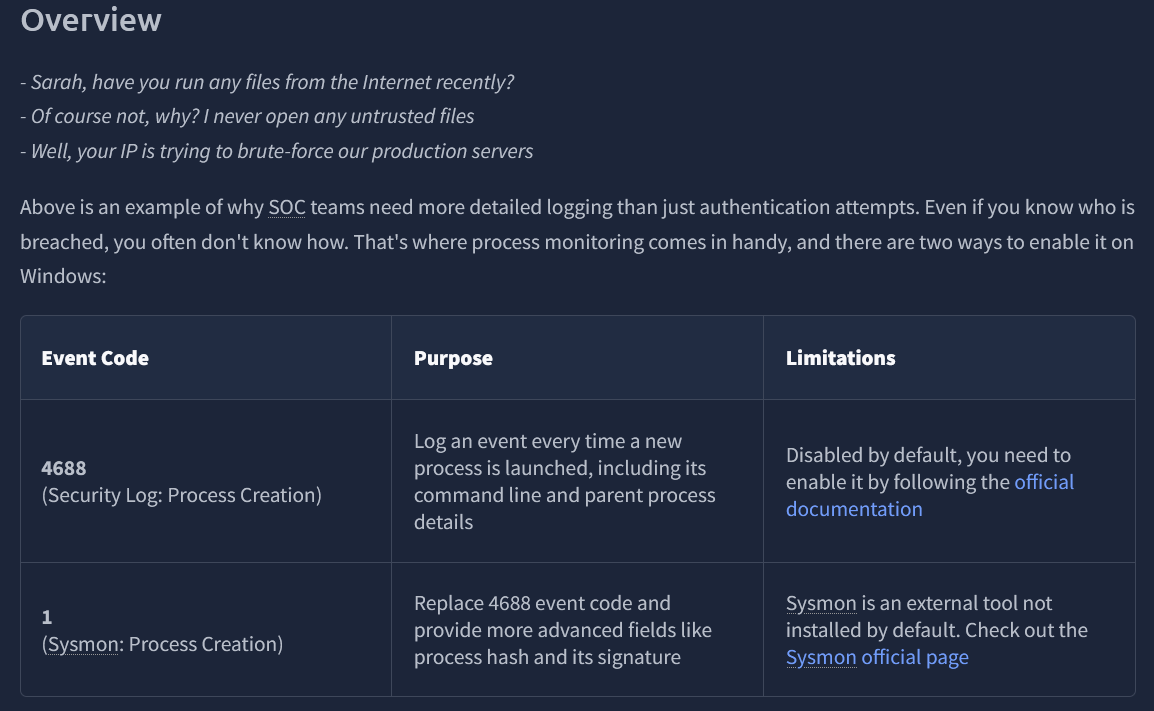 Overview
- Sarah, have you run any files from the Internet recently?
- Of course not, why? I never open any untrusted files
- Well, your IP is trying to brute-force our production servers
Above is an example of why SOC teams need more detailed logging than just authentication attempts. Even if you know who is
breached, you often don't know how. That's where process monitoring comes in handy, and there are two ways to enable it on
Windows:
Event Code
Purpose
Limitations
4688
(Security Log: Process Creation)
Log an event every time a new
process is launched, including its
command line and parent process
details
Disabled by default, you need to
enable it by following the official
documentation
1
(Sysmon: Process Creation)
Replace 4688 event code and
provide more advanced fields like
process hash and its signature
Sysmon is an external tool not
installed by default. Check out the
Sysmon official page